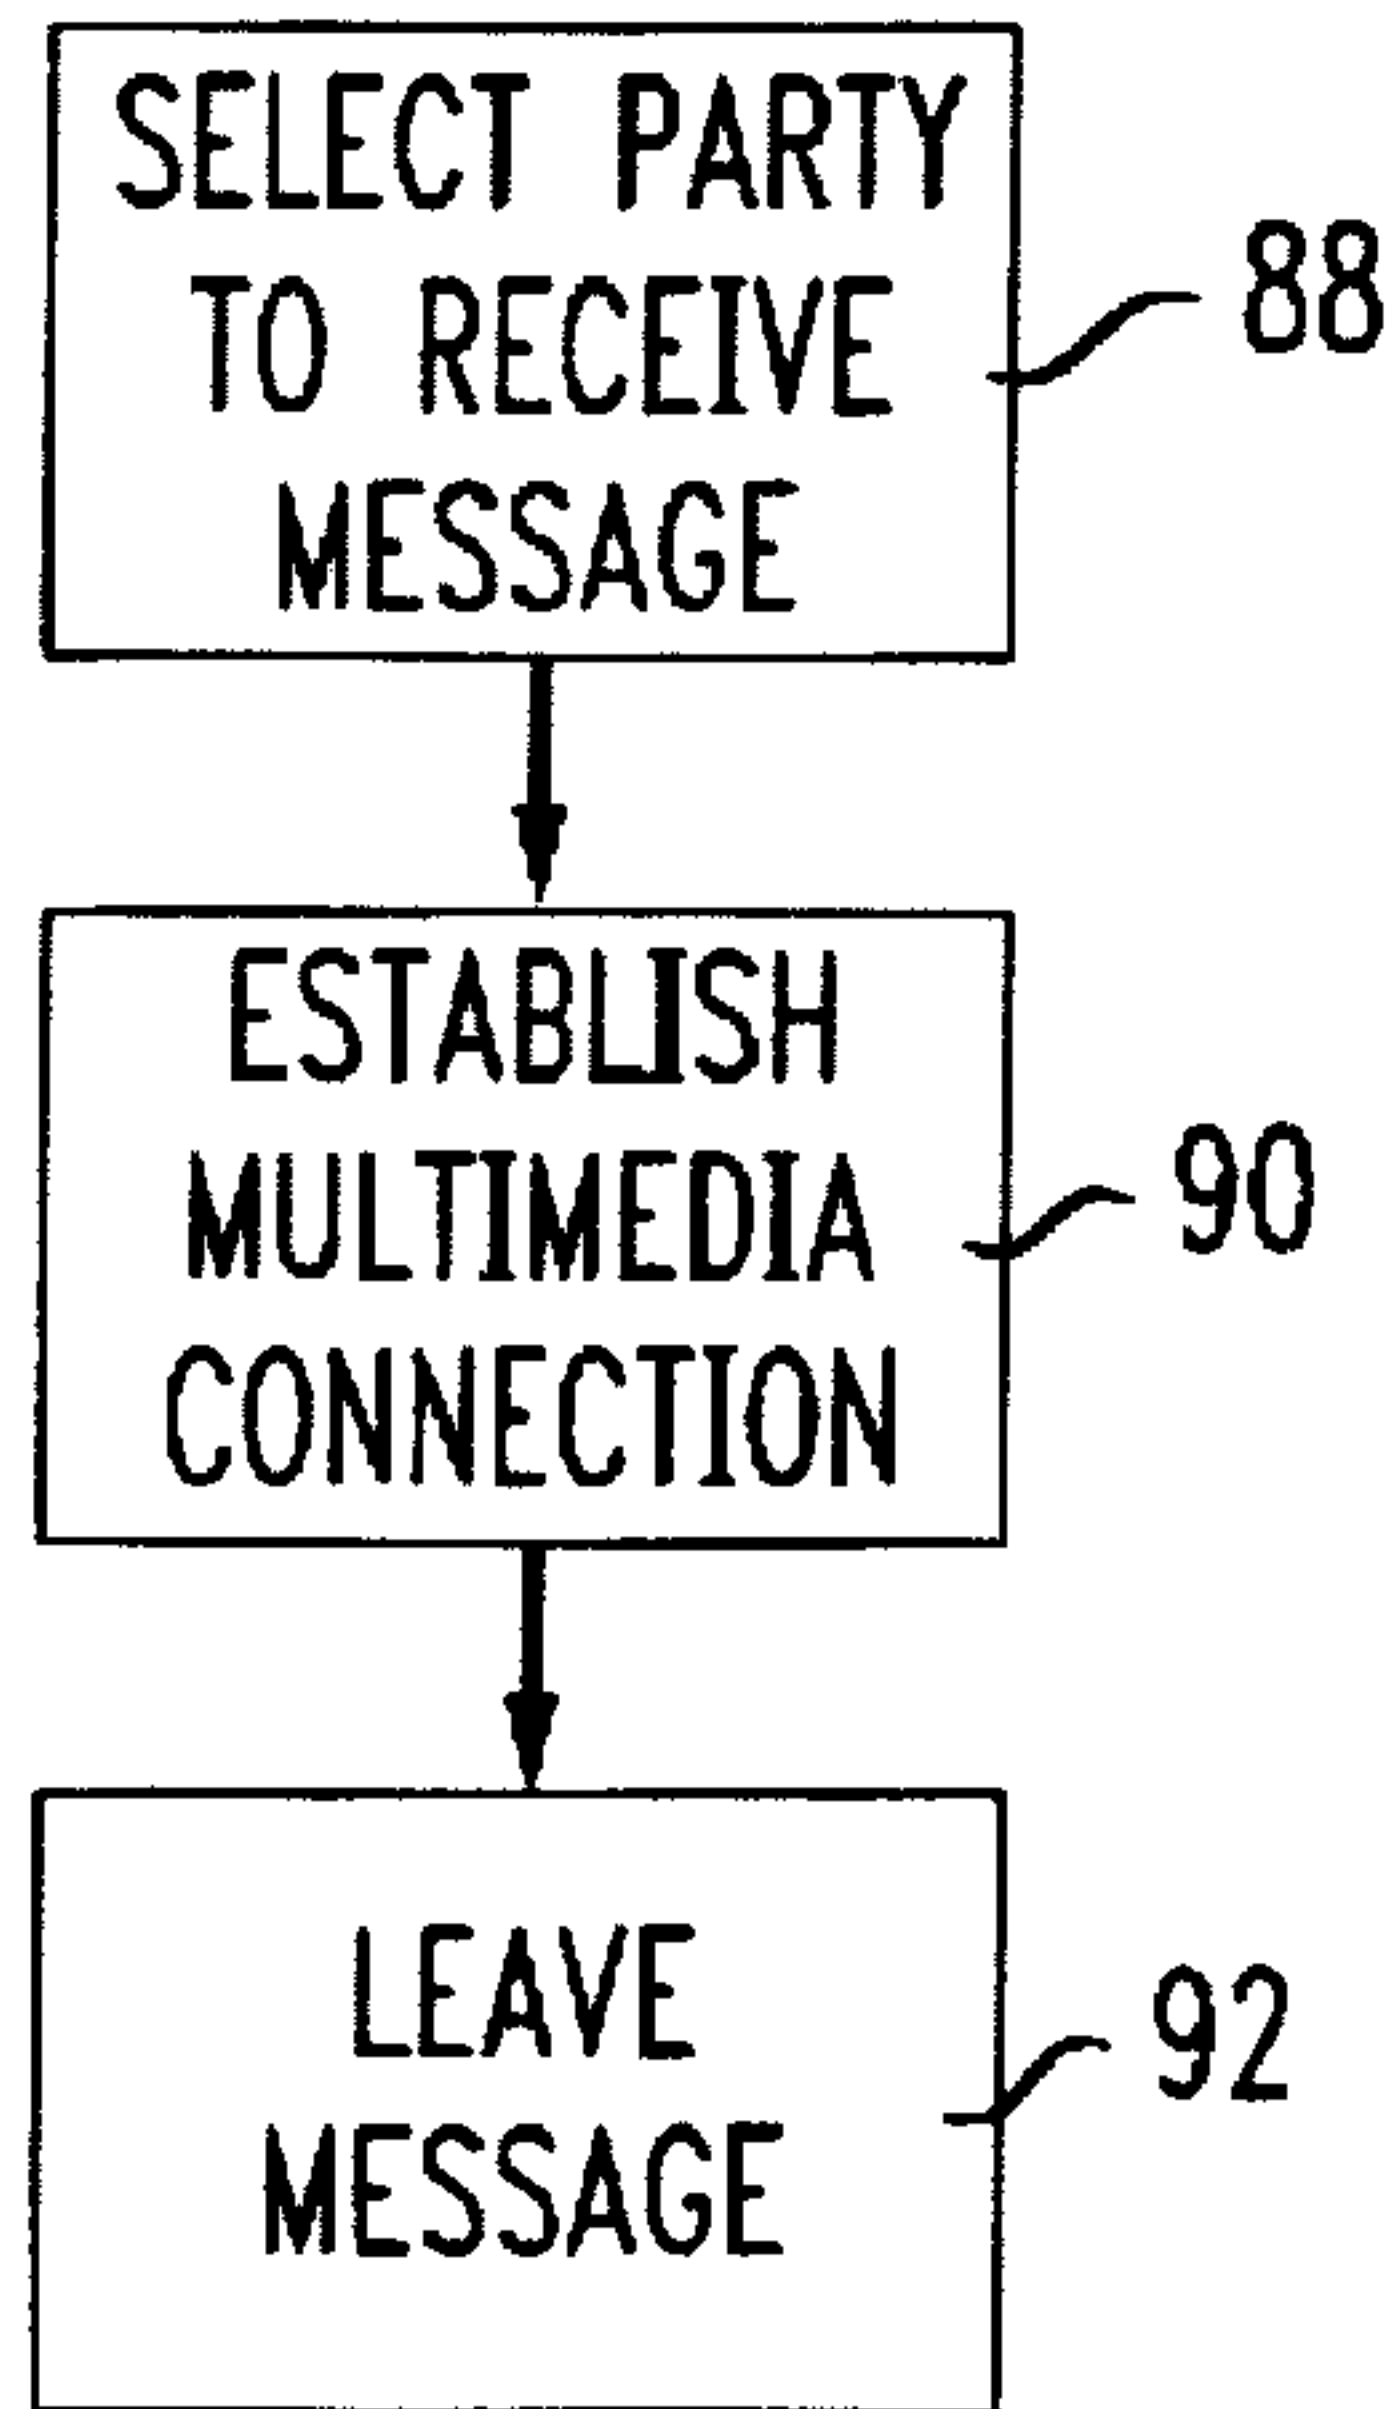 SELECT PARTY
TO RECEIVE
MESSAGE
88
ESTABLISH
MULTIMEDIA
CONNECTION
90
LEAVE
MESSAGE
92